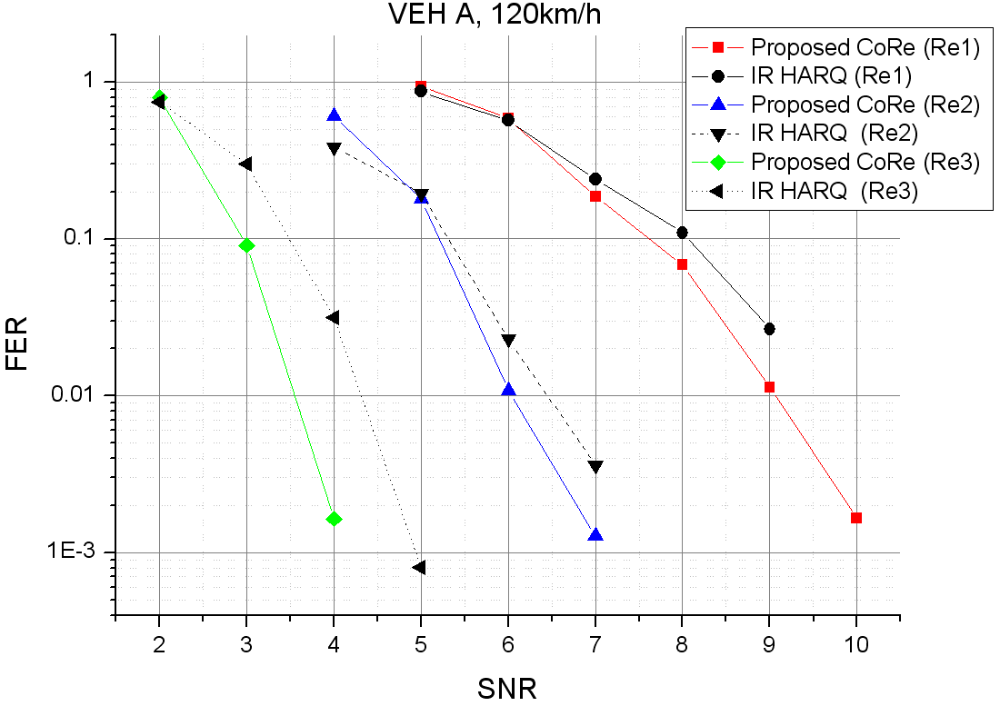 VEH A, 120km/h
Proposed CoRe (Re1)
IR HARQ (Re1)
Proposed CoRe (Re2)
IR HARQ  (Re2)
Proposed CoRe (Re3)
IR HARQ  (Re3)
1
0.1
0.01
1E-3
FER
2 3 4 5 6 7 8 9 10
SNR